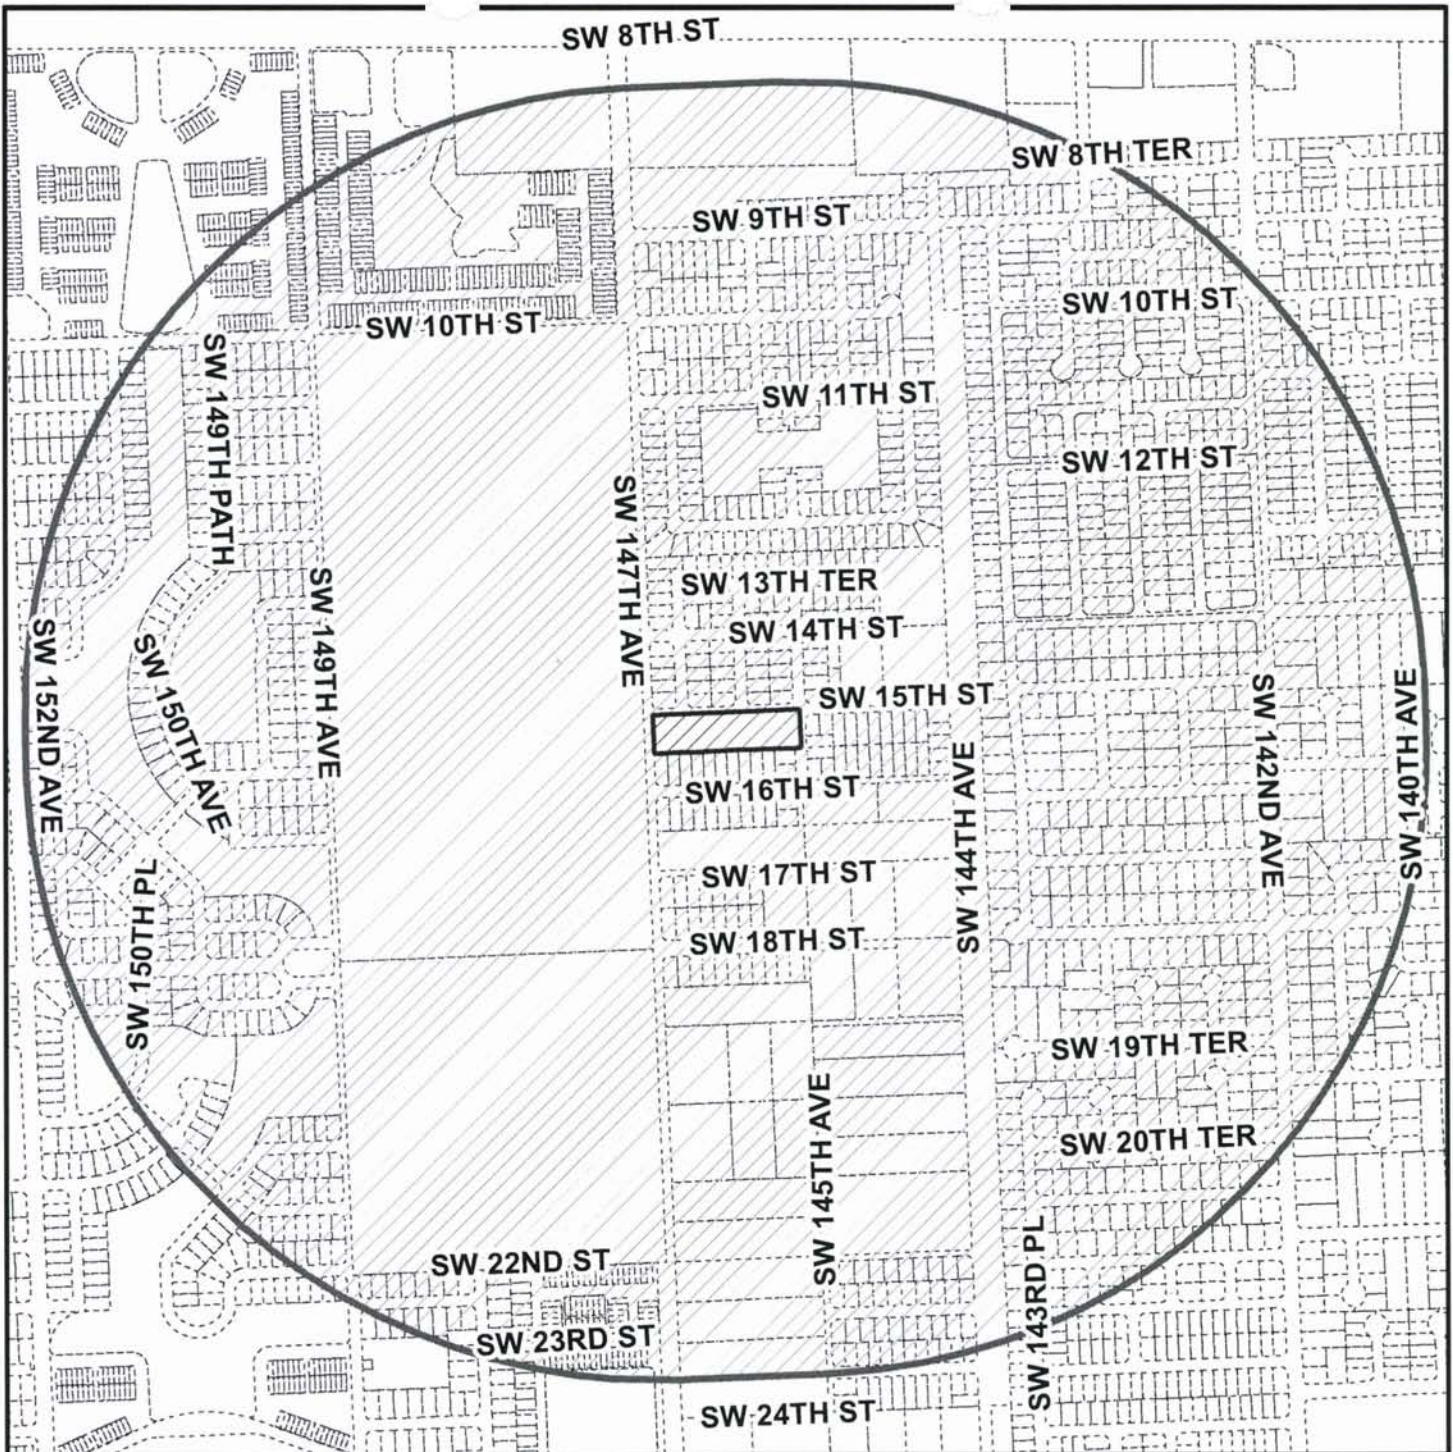 SW 8TH ST
SW 8TH TER
SW 9TH ST
SW 10TH ST
SW 10TH ST
SW 149TH PATH
SW 11TH ST
SW 12TH ST
SW 147TH AVE
SW 13TH TER
SW 149TH AVE
SW 14TH ST
SW 152ND AVE
SW 150TH AVE
SW 15TH ST
SW 142ND AVE
SW 140TH AVE
SW 144TH AVE
SW 16TH ST
SW 17TH ST
SW 150TH PL
SW 18TH ST
SW 19TH TER
SW 145TH AVE
SW 20TH TER
SW 143RD PL
SW 22ND ST
SW 23RD ST
SW 24TH ST